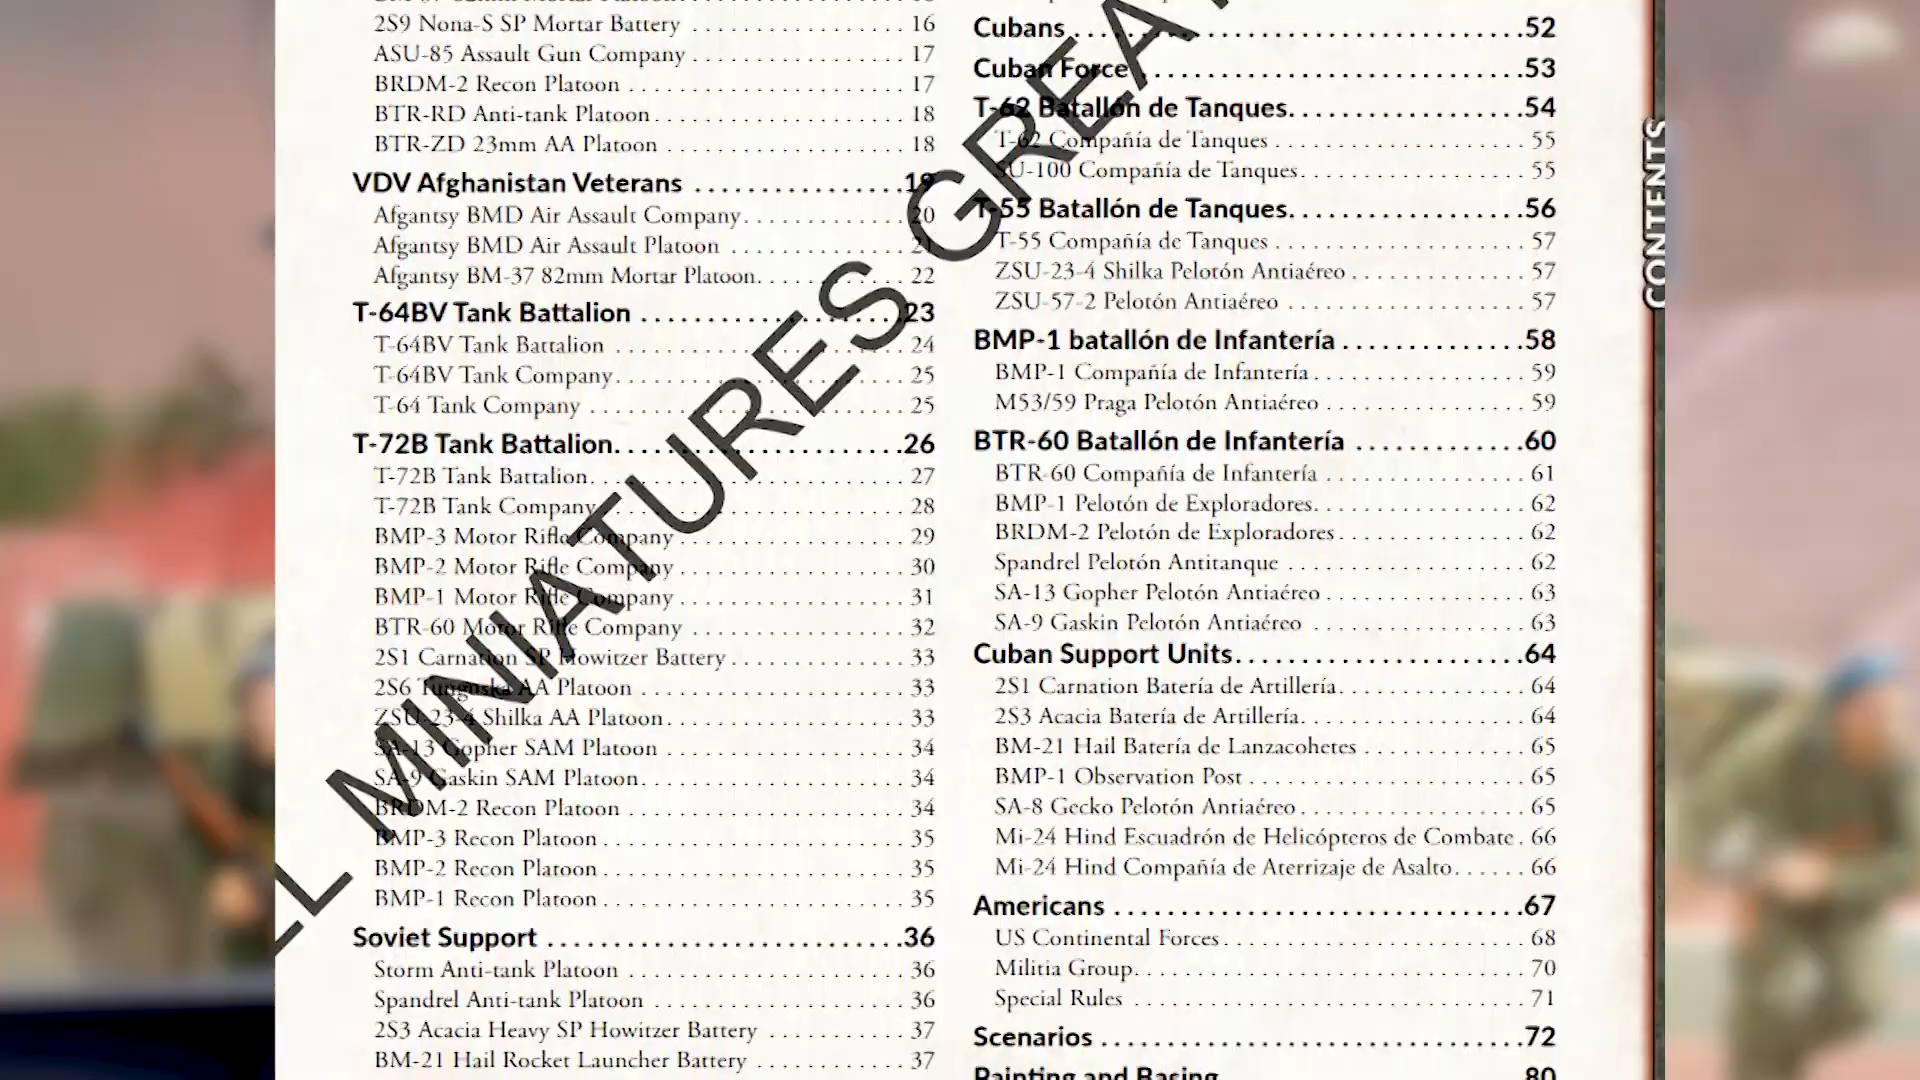 2S9 Nona-S SP Mortar Battery . . . . . . . . . . . . . . . . 16
ASU-85 Assault Gun Company . . . . . . . . . . . . . . . . 17
BRDM-2 Recon Platoon . . . . . . . . . . . . . . . . . . . . . 17
BTR-RD Anti-tank Platoon . . . . . . . . . . . . . . . . . . . 18
BTR-ZD 23mm AA Platoon . . . . . . . . . . . . . . . . . . 18
VDV Afghanistan Veterans . . . . . . . . . . . . . . . .19
Afgantsy BMD Air Assault Company. . . . . . . . . . . . 20
Afgantsy BMD Air Assault Platoon . . . . . . . . . . . . . 21
Afgantsy BM-37 82mm Mortar Platoon. . . . . . . . . . . 22
T-64BV Tank Battalion . . . . . . . . . . . . . . . . . . . .23
T-64BV Tank Battalion . . . . . . . . . . . . . . . . . . . . . . 24
T-64BV Tank Company. . . . . . . . . . . . . . . . . . . . . . 25
T-64 Tank Company . . . . . . . . . . . . . . . . . . . . . . . . 25
T-72B Tank Battalion. . . . . . . . . . . . . . . . . . . . . .26
T-72B Tank Battalion. . . . . . . . . . . . . . . . . . . . . . . . 27
T-72B Tank Company . . . . . . . . . . . . . . . . . . . . . . . 28
BMP-3 Motor Rifle Company . . . . . . . . . . . . . . . . . 29
BMP-2 Motor Rifle Company . . . . . . . . . . . . . . . . . 30
BMP-1 Motor Rifle Company . . . . . . . . . . . . . . . . . 31
BTR-60 Motor Rifle Company . . . . . . . . . . . . . . . . 32
2S1 Carnation SP Howitzer Battery . . . . . . . . . . . . . 33
2S6 Tunguska AA Platoon . . . . . . . . . . . . . . . . . . . . 33
ZSU-23-4 Shilka AA Platoon. . . . . . . . . . . . . . . . . . 33
SA-13 Gopher SAM Platoon . . . . . . . . . . . . . . . . . . 34
SA-9 Gaskin SAM Platoon. . . . . . . . . . . . . . . . . . . . 34
BRDM-2 Recon Platoon . . . . . . . . . . . . . . . . . . . . . 34
BMP-3 Recon Platoon . . . . . . . . . . . . . . . . . . . . . . . 35
BMP-2 Recon Platoon . . . . . . . . . . . . . . . . . . . . . . . 35
BMP-1 Recon Platoon . . . . . . . . . . . . . . . . . . . . . . . 35
Soviet Support . . . . . . . . . . . . . . . . . . . . . . . . . . .36
Storm Anti-tank Platoon . . . . . . . . . . . . . . . . . . . . . 36
Spandrel Anti-tank Platoon . . . . . . . . . . . . . . . . . . . 36
2S3 Acacia Heavy SP Howitzer Battery . . . . . . . . . . 37
BM-21 Hail Rocket Launcher Battery . . . . . . . . . . . 37
Cubans . . . . . . . . . . . . . . . . . . . . . . . . . . . . . . . . . .52
Cuban Force . . . . . . . . . . . . . . . . . . . . . . . . . . . . .53
T-62 Batallón de Tanques. . . . . . . . . . . . . . . . . .54
T-62 Compañía de Tanques . . . . . . . . . . . . . . . . . . . 55
SU-100 Compañía de Tanques. . . . . . . . . . . . . . . . . 55
T-55 Batallón de Tanques. . . . . . . . . . . . . . . . . .56
T-55 Compañía de Tanques . . . . . . . . . . . . . . . . . . . 57
ZSU-23-4 Shilka Pelotón Antiaéreo . . . . . . . . . . . . . 57
ZSU-57-2 Pelotón Antiaéreo . . . . . . . . . . . . . . . . . . 57
BMP-1 batallón de Infantería . . . . . . . . . . . . . .58
BMP-1 Compañía de Infantería . . . . . . . . . . . . . . . . 59
M53/59 Praga Pelotón Antiaéreo . . . . . . . . . . . . . . . 59
BTR-60 Batallón de Infantería . . . . . . . . . . . . .60
BTR-60 Compañía de Infantería . . . . . . . . . . . . . . . 61
BMP-1 Pelotón de Exploradores. . . . . . . . . . . . . . . . 62
BRDM-2 Pelotón de Exploradores. . . . . . . . . . . . . . 62
Spandrel Pelotón Antitanque . . . . . . . . . . . . . . . . . . 62
SA-13 Gopher Pelotón Antiaéreo . . . . . . . . . . . . . . . 63
SA-9 Gaskin Pelotón Antiaéreo . . . . . . . . . . . . . . . . 63
Cuban Support Units. . . . . . . . . . . . . . . . . . . . . .64
2S1 Carnation Batería de Artillería. . . . . . . . . . . . . . 64
2S3 Acacia Batería de Artillería. . . . . . . . . . . . . . . . . 64
BM-21 Hail Batería de Lanzacohetes . . . . . . . . . . . . 65
BMP-1 Observation Post . . . . . . . . . . . . . . . . . . . . . 65
SA-8 Gecko Pelotón Antiaéreo . . . . . . . . . . . . . . . . . 65
Mi-24 Hind Escuadrón de Helicópteros de Combate . 66
Mi-24 Hind Compañía de Aterrizaje de Asalto. . . . . . 66
Americans . . . . . . . . . . . . . . . . . . . . . . . . . . . . . . .67
US Continental Forces. . . . . . . . . . . . . . . . . . . . . . . 68
Militia Group. . . . . . . . . . . . . . . . . . . . . . . . . . . . . . 70
Special Rules . . . . . . . . . . . . . . . . . . . . . . . . . . . . . . 71
Scenarios . . . . . . . . . . . . . . . . . . . . . . . . . . . . . . . .72
Painting and Basing . . . . . . . . . . . . . . . . . . . . . . .80
CONTENTS
MINIATURES